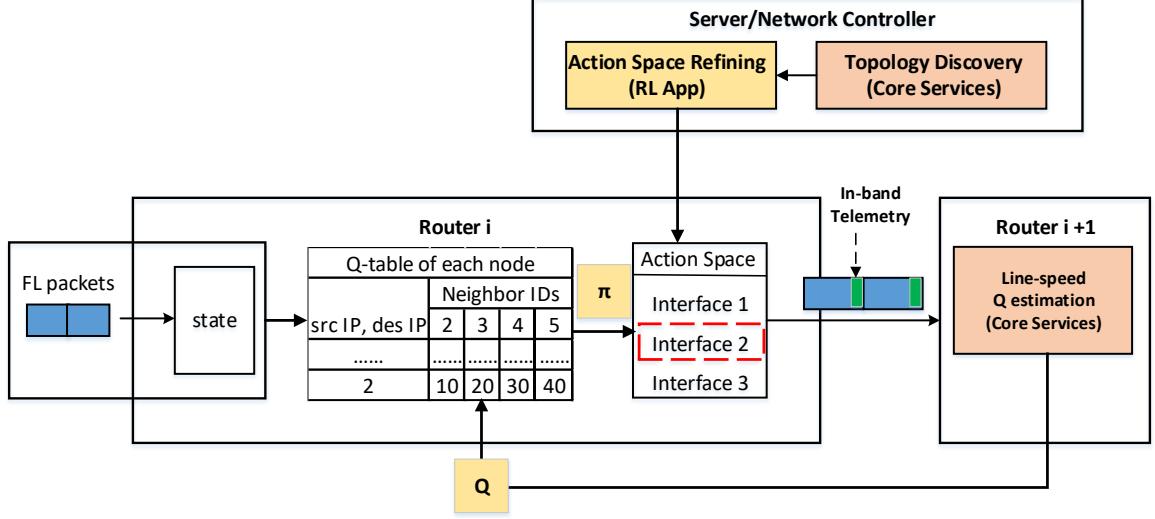 Server/Network Controller
Action Space Refining
(RL App)
Topology Discovery
(Core Services)
In-band
Telemetry
Router i
Router i +1
FL packets
state
Q-table of each node
Neighbor IDs
src IP, des IP 2 3 4 5
...... ...... ...... ...... ......
2 10 20 30 40
π
Action Space
Interface 1
Interface 2
Interface 3
Line-speed
Q estimation
(Core Services)
Q